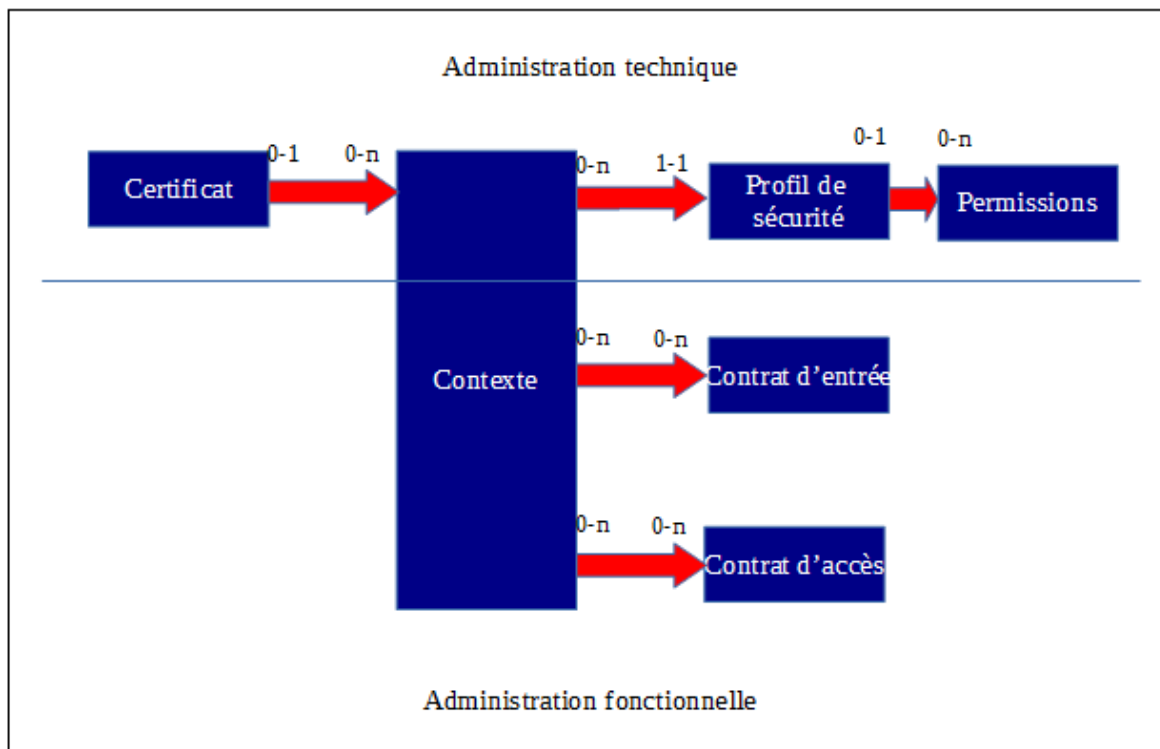 Administration technique
0-1
0-n
0-n
1-1
0-1
0-n
Certificat
Profil de
sécurité
Permissions
0-n
0-n
Contexte
Contrat d’entrée
0-n
0-n
Contrat d’accès
Administration fonctionnelle